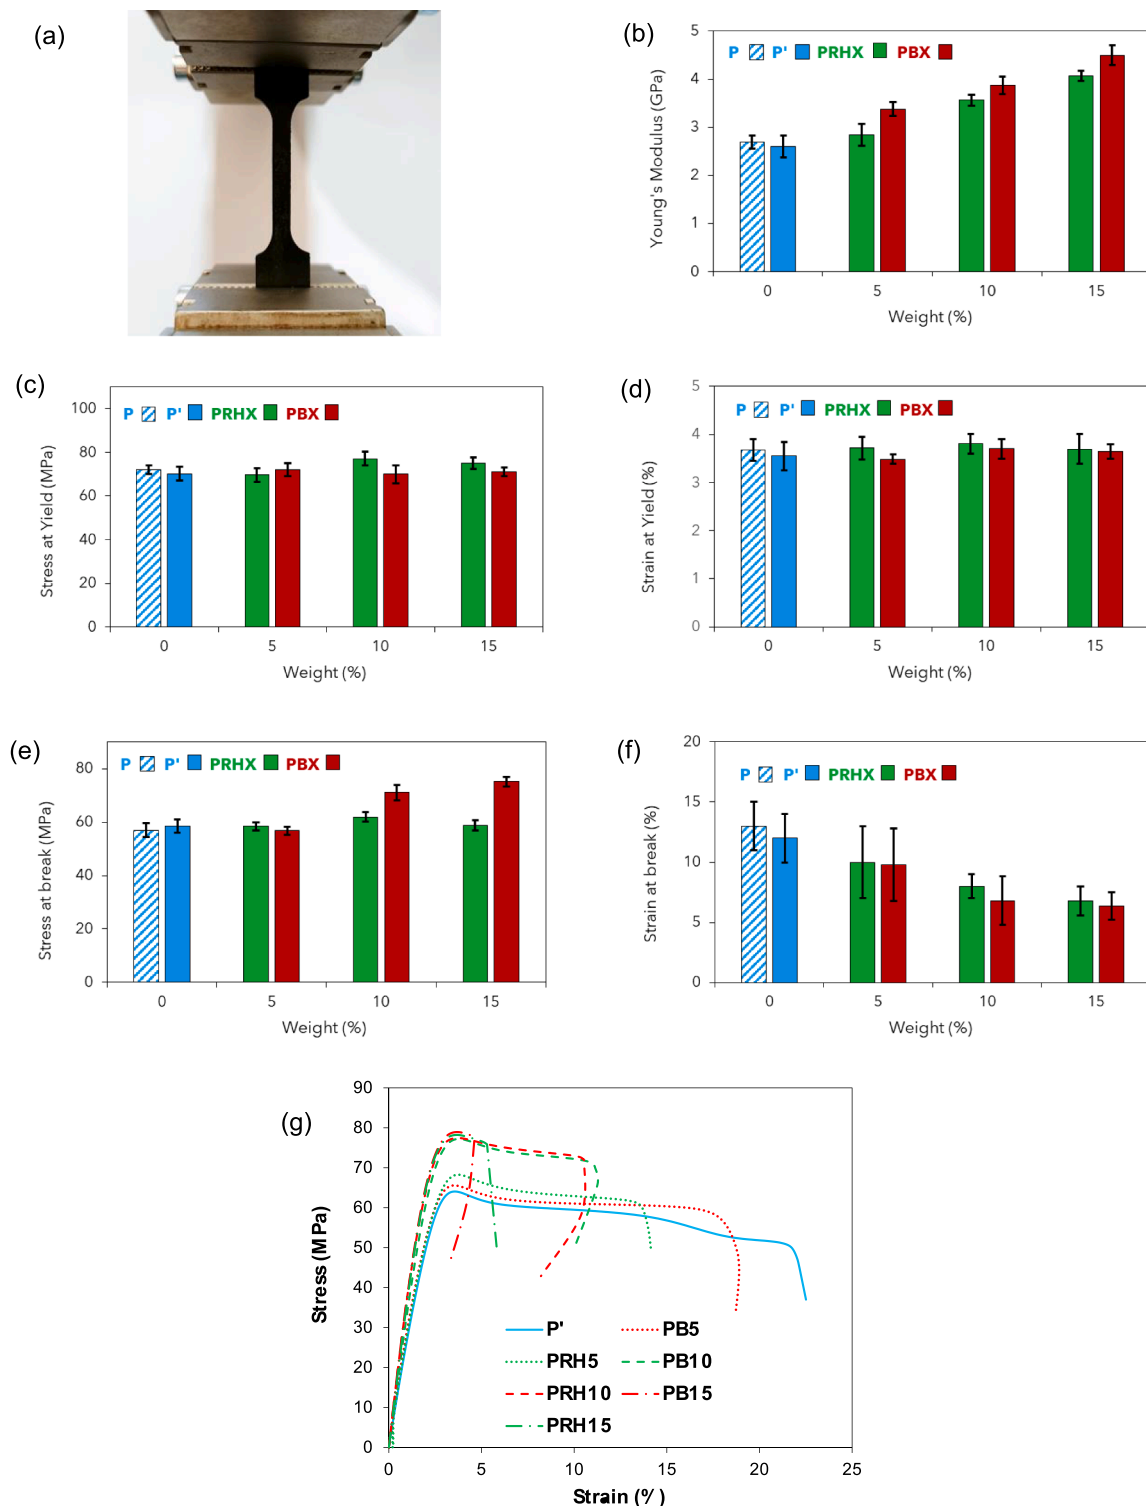 (a)
(b)
P P' PRHX PBX
5
4
3
2
1
0
Young's Modulus (GPa)
0 5 10 15
Weight (%)
(c)
P P' PRHX PBX
100
80
60
40
20
0
Stress at Yield (MPa)
0 5 10 15
Weight (%)
(d)
P P' PRHX PBX
5
4
3
2
1
0
Strain at Yield (%)
0 5 10 15
Weight (%)
(e)
P P' PRHX PBX
80
60
40
20
0
Stress at break (MPa)
0 5 10 15
Weight (%)
(f)
P P' PRHX PBX
20
15
10
5
0
Strain at break (%)
0 5 10 15
Weight (%)
(g)
90
80
70
60
50
40
30
20
10
0
Stress (MPa)
P' PB5
PRH5 PB10
PRH10 PB15
PRH15
0 5 10 15 20 25
Strain (%)